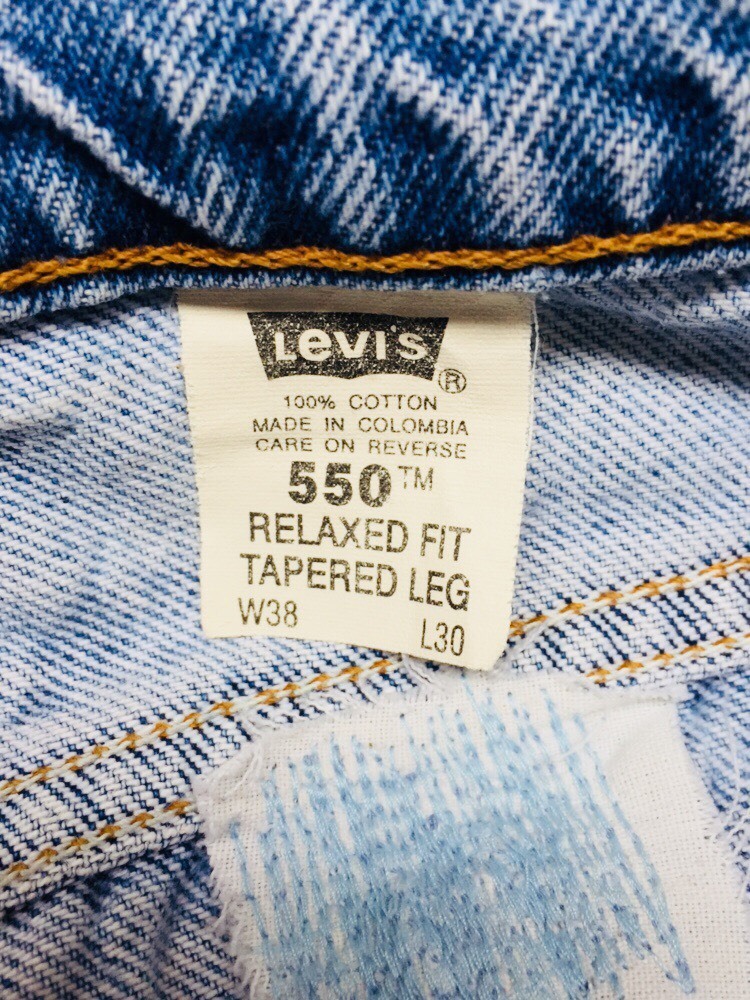 Levi's ®
100% COTTON
MADE IN COLOMBIA
CARE ON REVERSE
550™
RELAXED FIT
TAPERED LEG
W38 L30